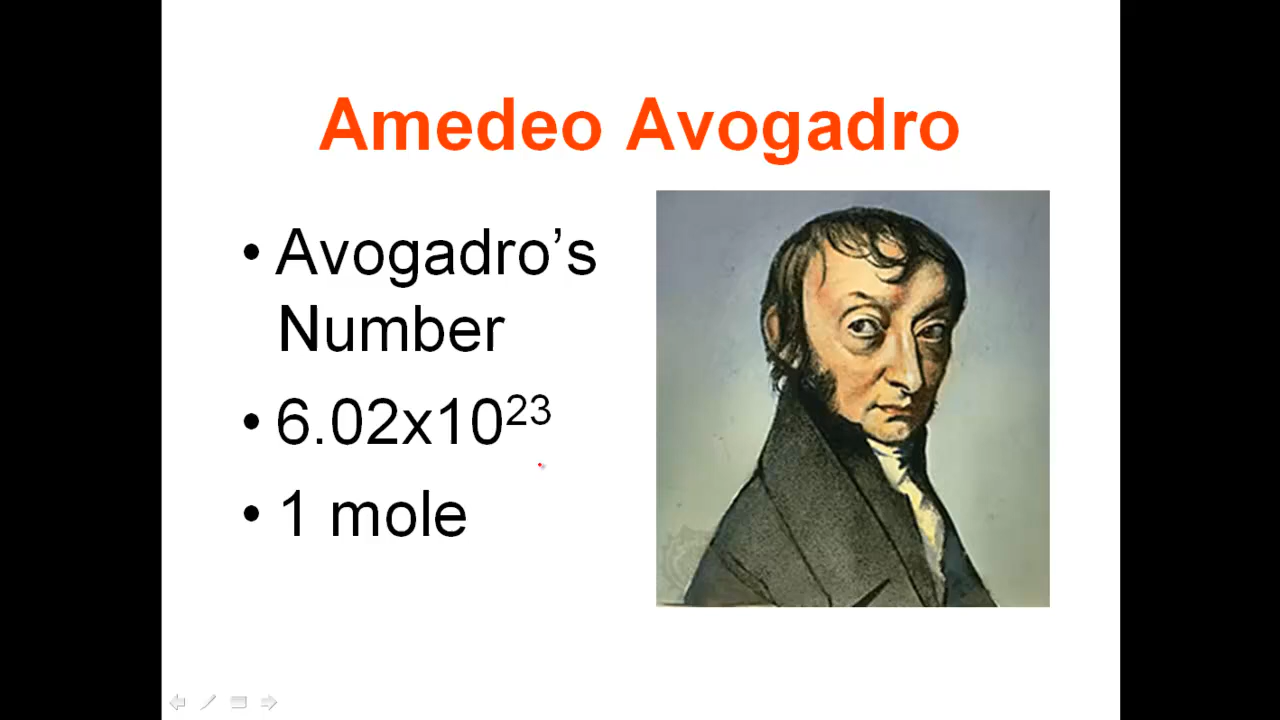 Amedeo Avogadro
• Avogadro’s
Number
• 6.02x10²³
• 1 mole